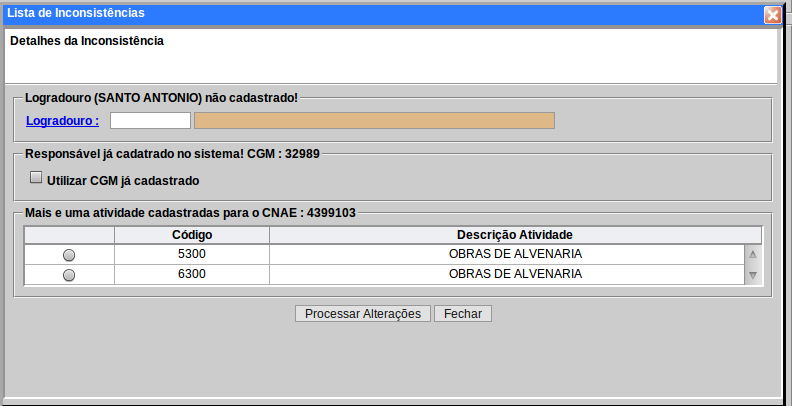 Lista de Inconsistências
Detalhes da Inconsistência
Logradouro (SANTO ANTONIO) não cadastrado!
Logradouro :
Responsável já cadatrado no sistema! CGM : 32989
Utilizar CGM já cadastrado
Mais e uma atividade cadastradas para o CNAE : 4399103
Código Descrição Atividade
5300 OBRAS DE ALVENARIA
6300 OBRAS DE ALVENARIA
Processar Alterações Fechar